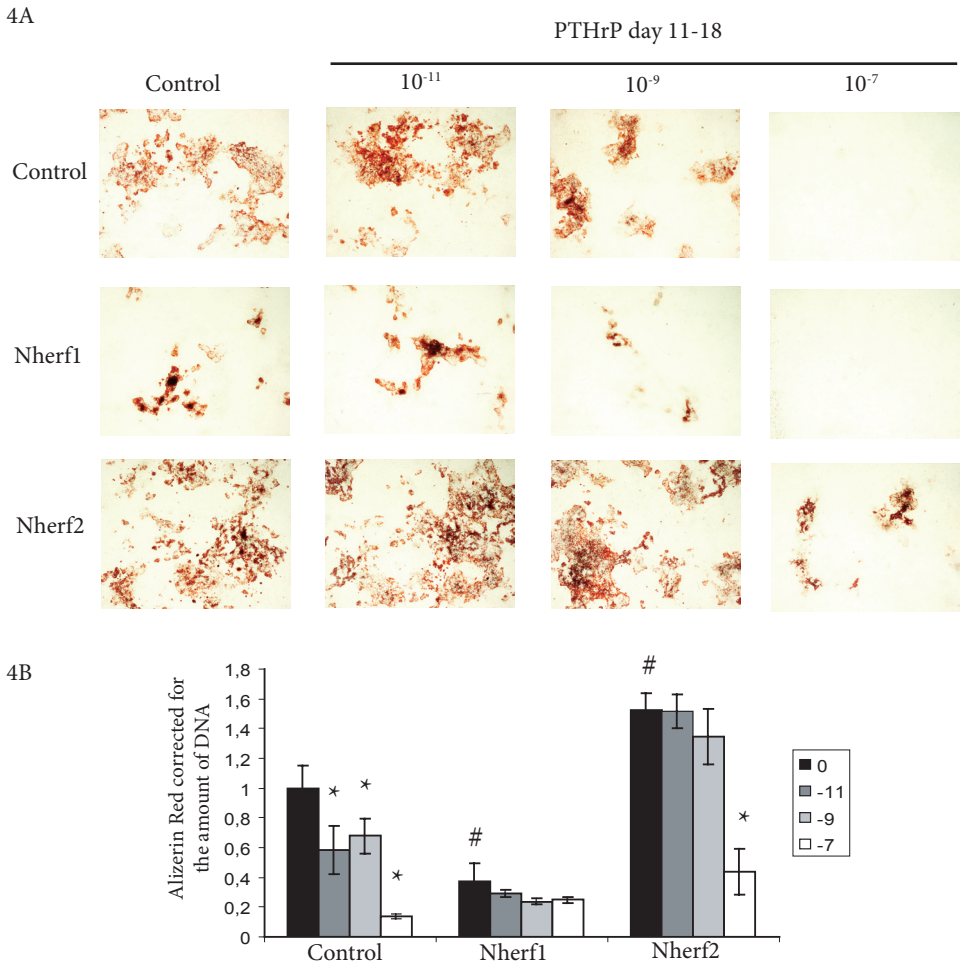 4A
PTHrP day 11-18
Control
10⁻¹¹
10⁻⁹
10⁻⁷
Control
Nherf1
Nherf2
4B
Alizerin Red corrected for
the amount of DNA
1,8
1,6
1,4
1,2
1
0,8
0,6
0,4
0,2
0
* * *
#
#
*
Control
Nherf1
Nherf2
0
-11
-9
-7